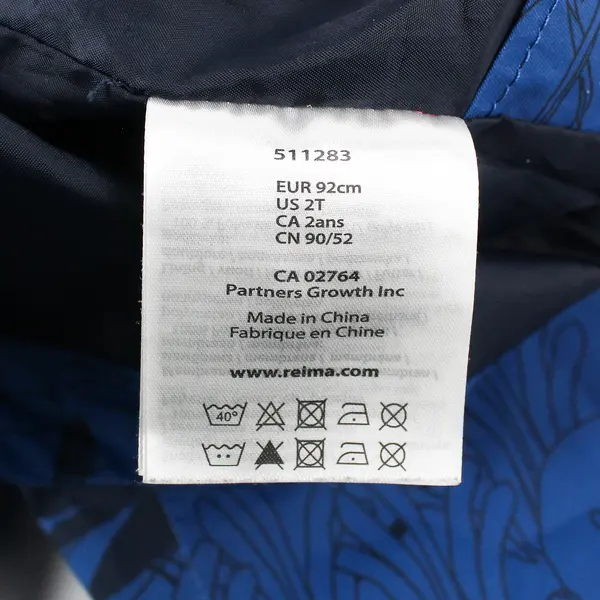 511283
EUR 92cm
US 2T
CA 2ans
CN 90/52
CA 02764
Partners Growth Inc
Made in China
Fabrique en Chine
www.reima.com
40°